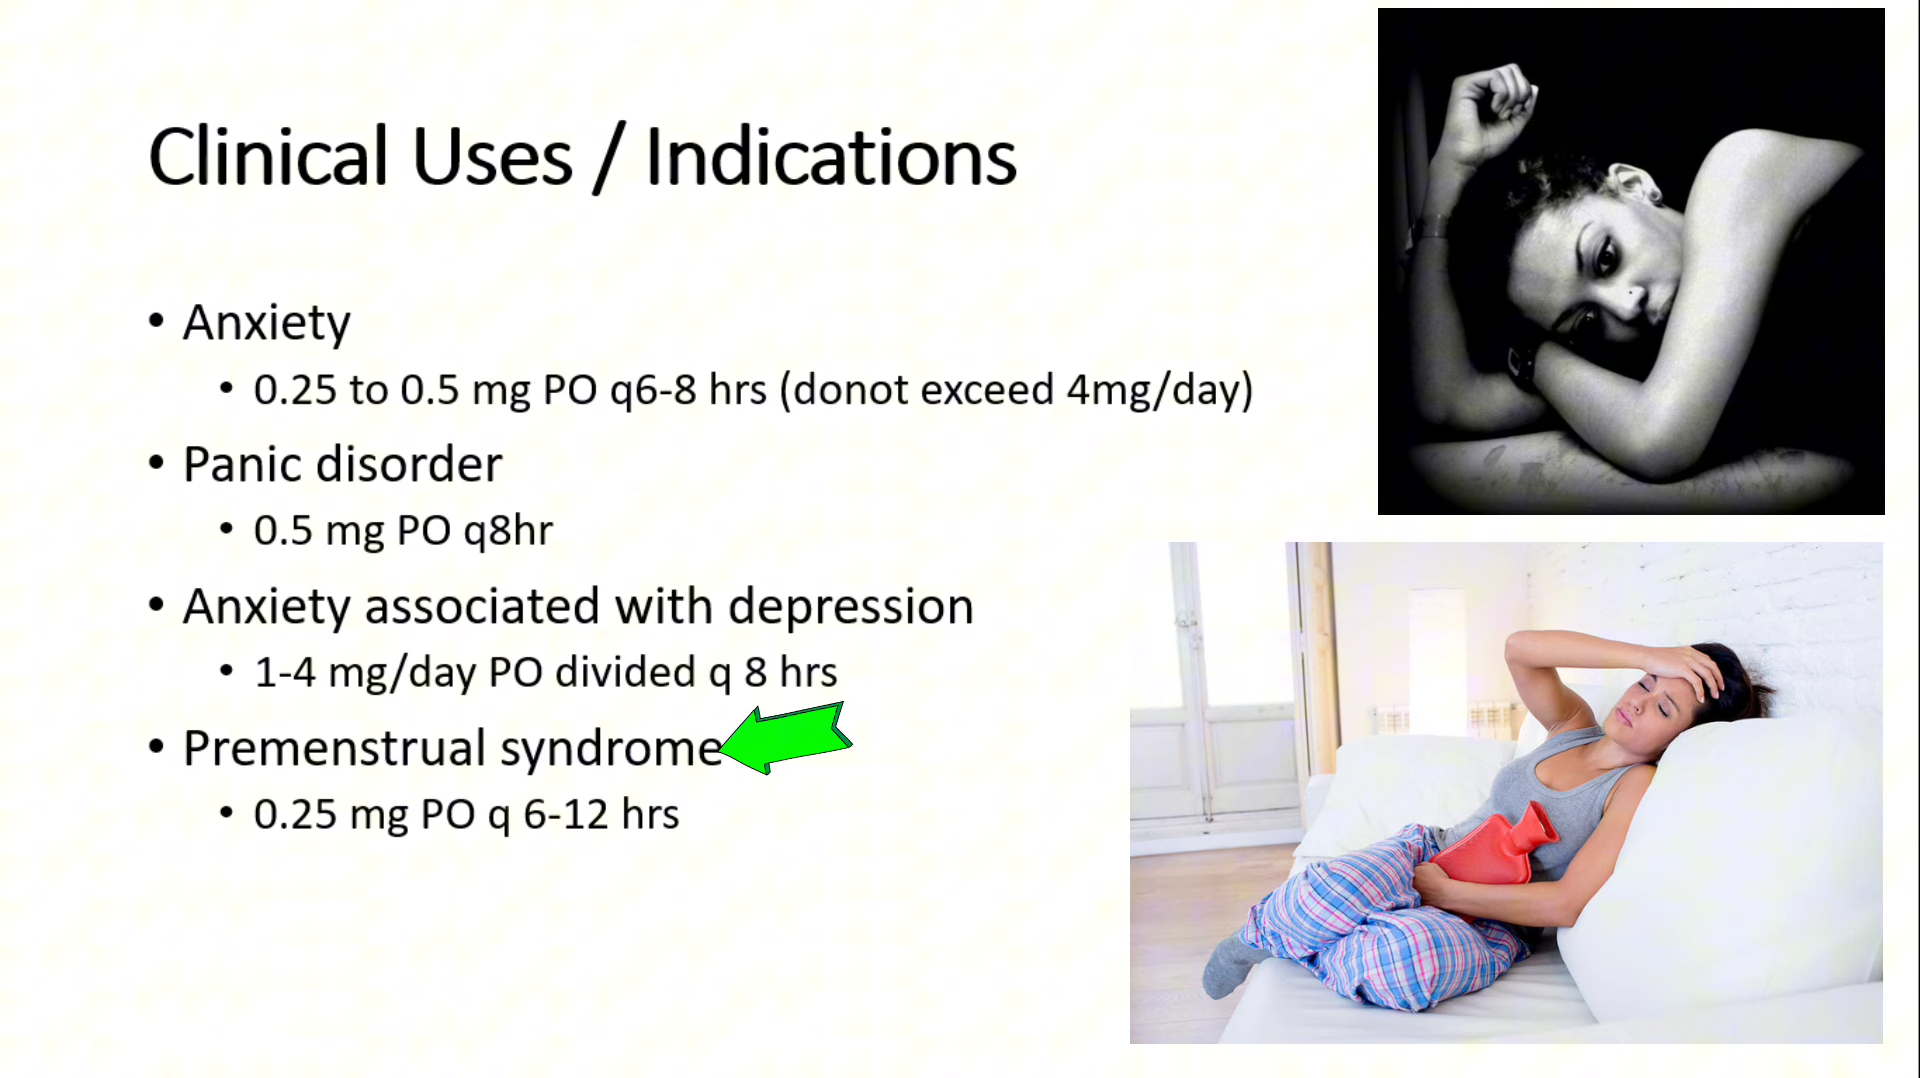 Clinical Uses / Indications
• Anxiety
• 0.25 to 0.5 mg PO q6-8 hrs (donot exceed 4mg/day)
• Panic disorder
• 0.5 mg PO q8hr
• Anxiety associated with depression
• 1-4 mg/day PO divided q 8 hrs
• Premenstrual syndrome
• 0.25 mg PO q 6-12 hrs